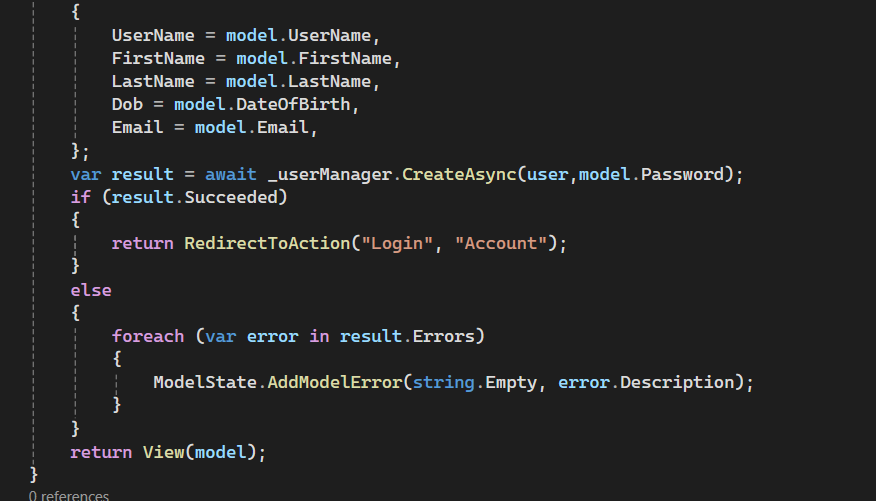 {
UserName = model.UserName,
FirstName = model.FirstName,
LastName = model.LastName,
Dob = model.DateOfBirth,
Email = model.Email,
};
var result = await _userManager.CreateAsync(user,model.Password);
if (result.Succeeded)
{
return RedirectToAction("Login", "Account");
}
else
{
foreach (var error in result.Errors)
{
ModelState.AddModelError(string.Empty, error.Description);
}
}
return View(model);
}
0 references